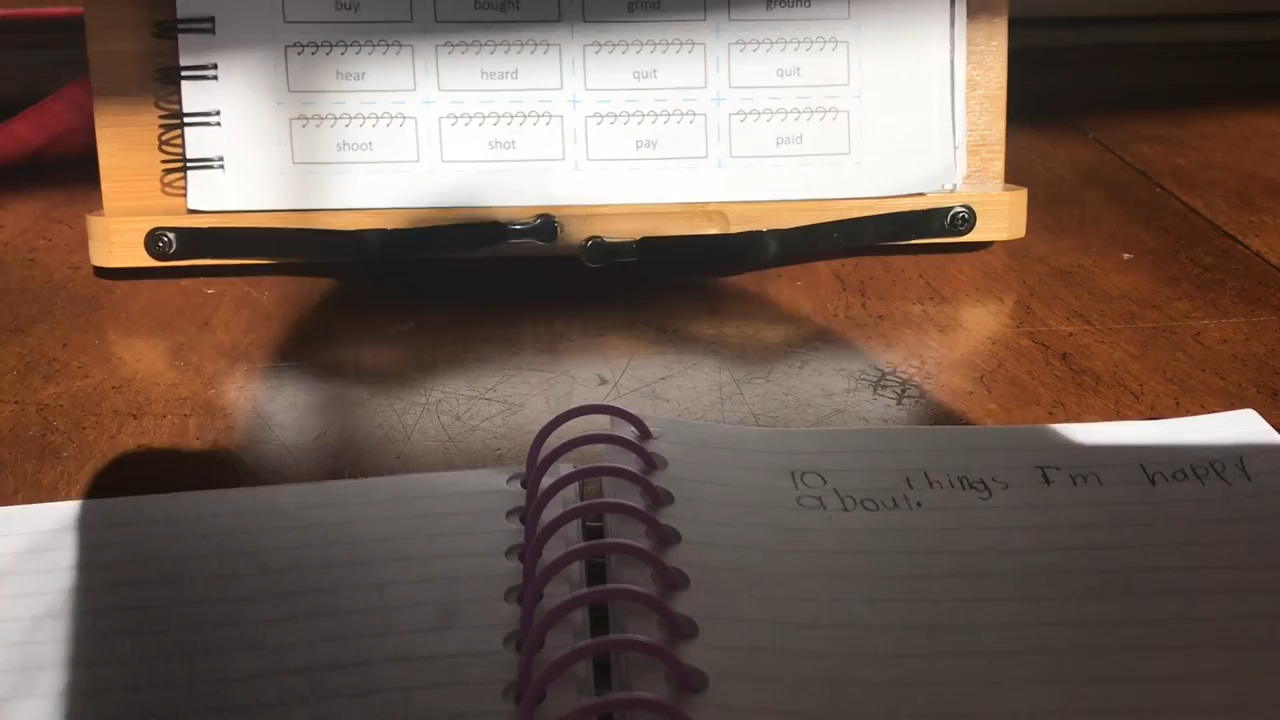 buy bought grind ground
hear heard quit quit
shoot shot pay paid
10 things I'm happy
about.